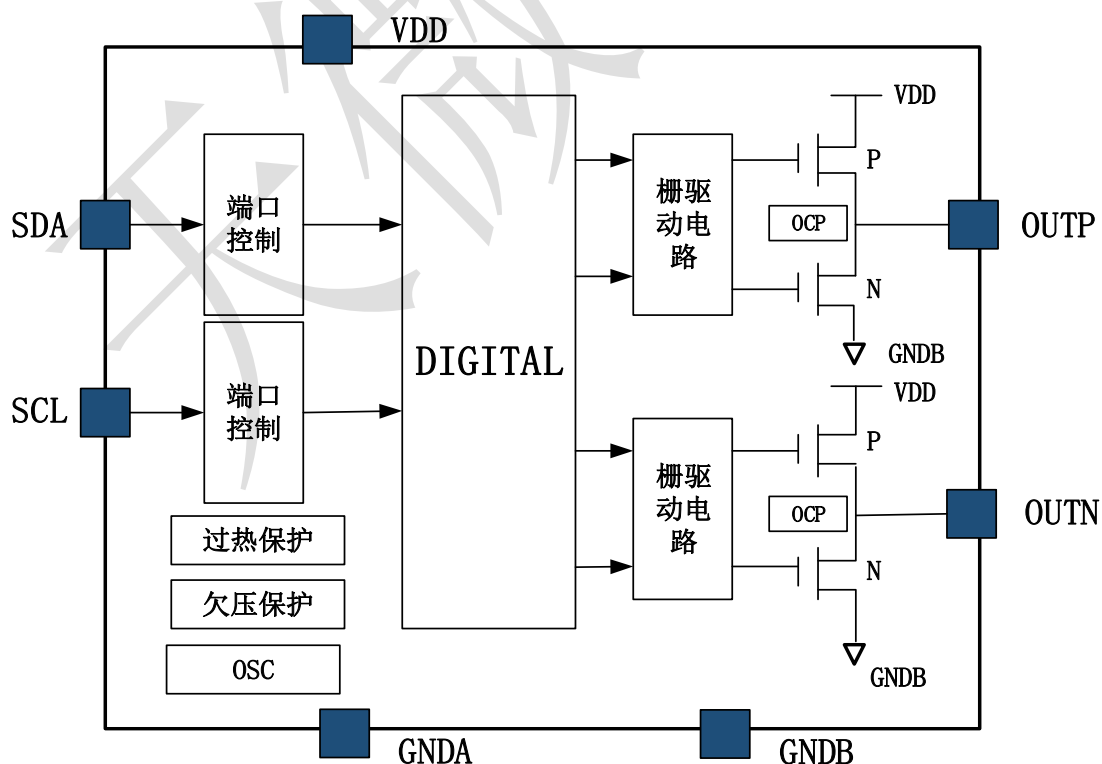 VDD
VDD
P
端口
控制
栅驱
动电
路
SDA
OCP
OUTP
N
GNDB
DIGITAL
VDD
SCL
端口
控制
P
栅驱
动电
路
OCP
OUTN
过热保护
N
欠压保护
OSC
GNDB
GNDA
GNDB
天微